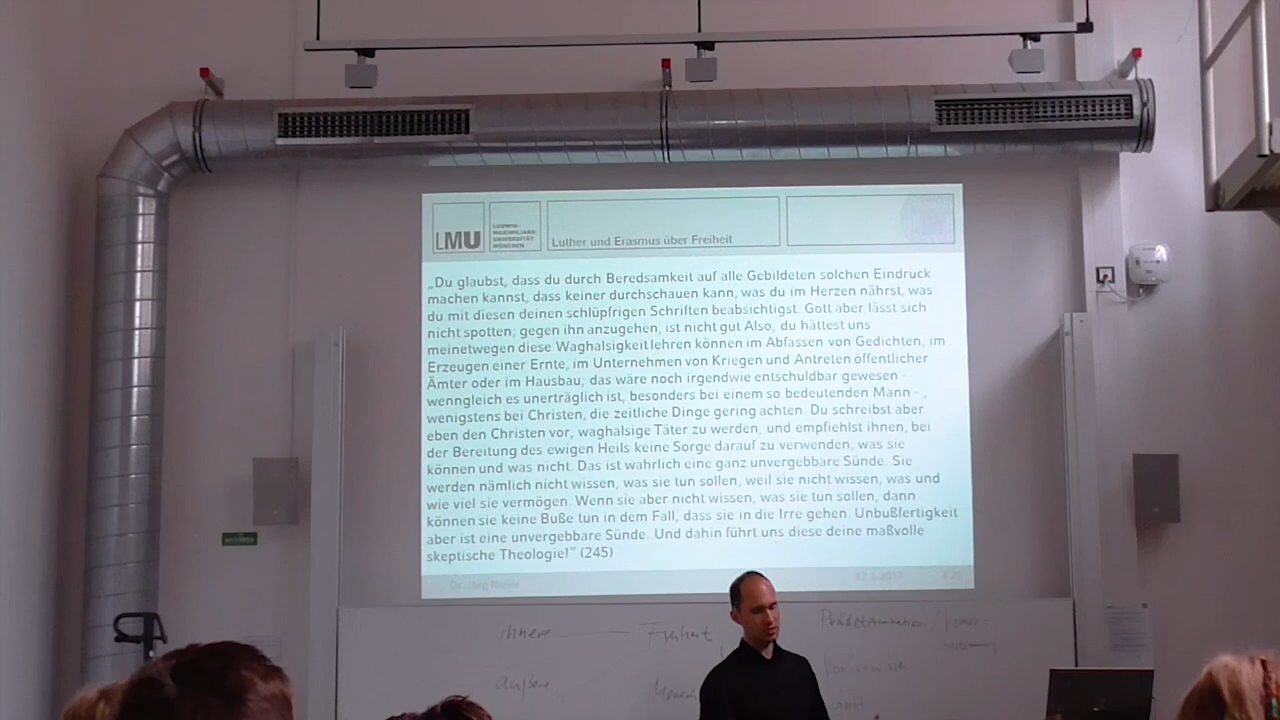 LMU
LUDWIG-
MAXIMILIANS-
UNIVERSITÄT
MÜNCHEN
Luther und Erasmus über Freiheit
„Du glaubst, dass du durch Beredsamkeit auf alle Gebildeten solchen Eindruck
machen kannst, dass keiner durchschauen kann, was du im Herzen nährst, was
du mit diesen deinen schlüpfrigen Schriften beabsichtigst. Gott aber lässt sich
nicht spotten; gegen ihn anzugehen, ist nicht gut Also, du hättest uns
meinetwegen diese Waghalsigkeit lehren können im Abfassen von Gedichten, im
Erzeugen einer Ernte, im Unternehmen von Kriegen und Antreten öffentlicher
Ämter oder im Hausbau; das wäre noch irgendwie entschuldbar gewesen -
wenngleich es unerträglich ist, besonders bei einem so bedeutenden Mann - ,
wenigstens bei Christen, die zeitliche Dinge gering achten. Du schreibst aber
eben den Christen vor, waghalsige Täter zu werden, und empfiehlst ihnen, bei
der Bereitung des ewigen Heils keine Sorge darauf zu verwenden, was sie
können und was nicht. Das ist wahrlich eine ganz unvergebbare Sünde. Sie
werden nämlich nicht wissen, was sie tun sollen, weil sie nicht wissen, was und
wie viel sie vermögen. Wenn sie aber nicht wissen, was sie tun sollen, dann
können sie keine Buße tun in dem Fall, dass sie in die Irre gehen. Unbußfertigkeit
aber ist eine unvergebbare Sünde. Und dahin führt uns diese deine maßvolle
skeptische Theologie!“ (245)
Dr. Jörg
innere Freiheit Prädetermination
äußere